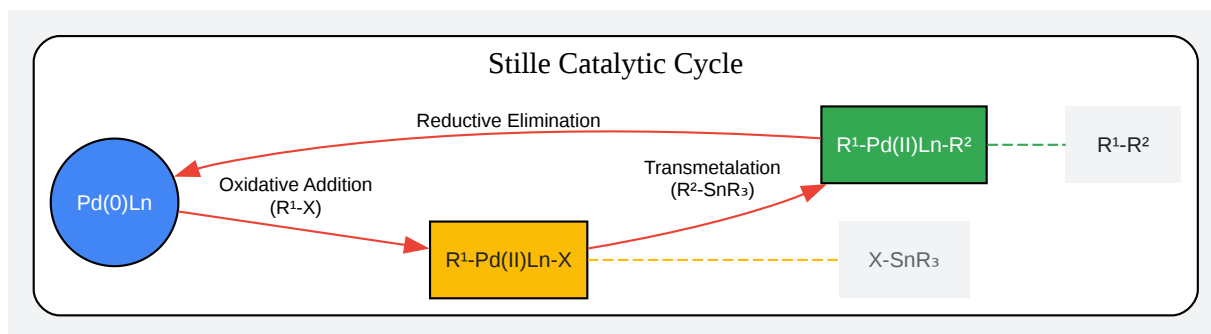 Stille Catalytic Cycle
Reductive Elimination
R¹-Pd(II)Ln-R²
R¹-R²
Transmetalation
(R²-SnR₃)
Oxidative Addition
(R¹-X)
Pd(0)Ln
R¹-Pd(II)Ln-X
X-SnR₃